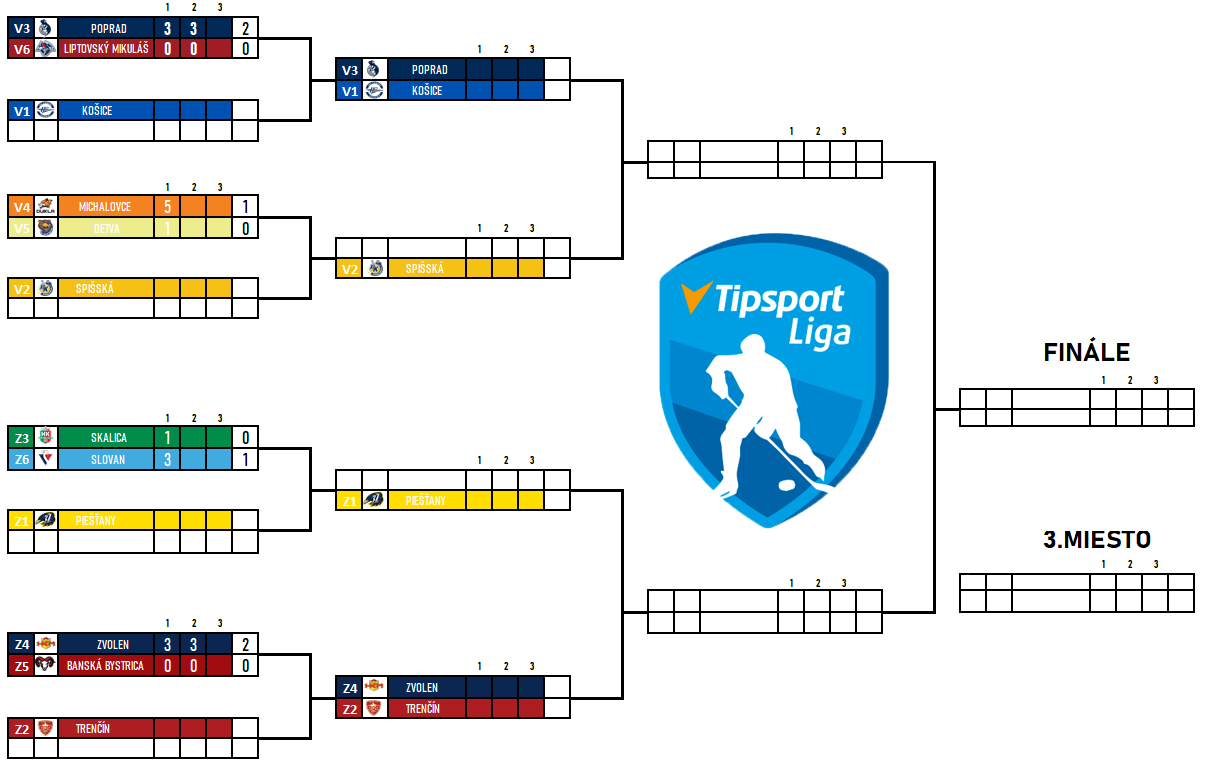 1 2 3
V3 POPRAD 3 3 2
V6 LIPTOVSKÝ MIKULÁŠ 0 0 0
V1 KOŠICE
1 2 3
V3 POPRAD
V1 KOŠICE
1 2 3
1 2 3
V4 DUKLA MICHALOVCE 5 1
V5 DETVA 1 0
V2 SPIŠSKÁ
1 2 3
V2 SPIŠSKÁ
Tipsport
Liga
FINÁLE
1 2 3
1 2 3
Z3 SKALICA 1 0
Z6 SLOVAN 3 1
Z1 PIEŠŤANY
1 2 3
Z1 PIEŠŤANY
3.MIESTO
1 2 3
1 2 3
1 2 3
Z4 ZVOLEN 3 3 2
Z5 BANSKÁ BYSTRICA 0 0 0
Z2 TRENČÍN
1 2 3
Z4 ZVOLEN
Z2 TRENČÍN